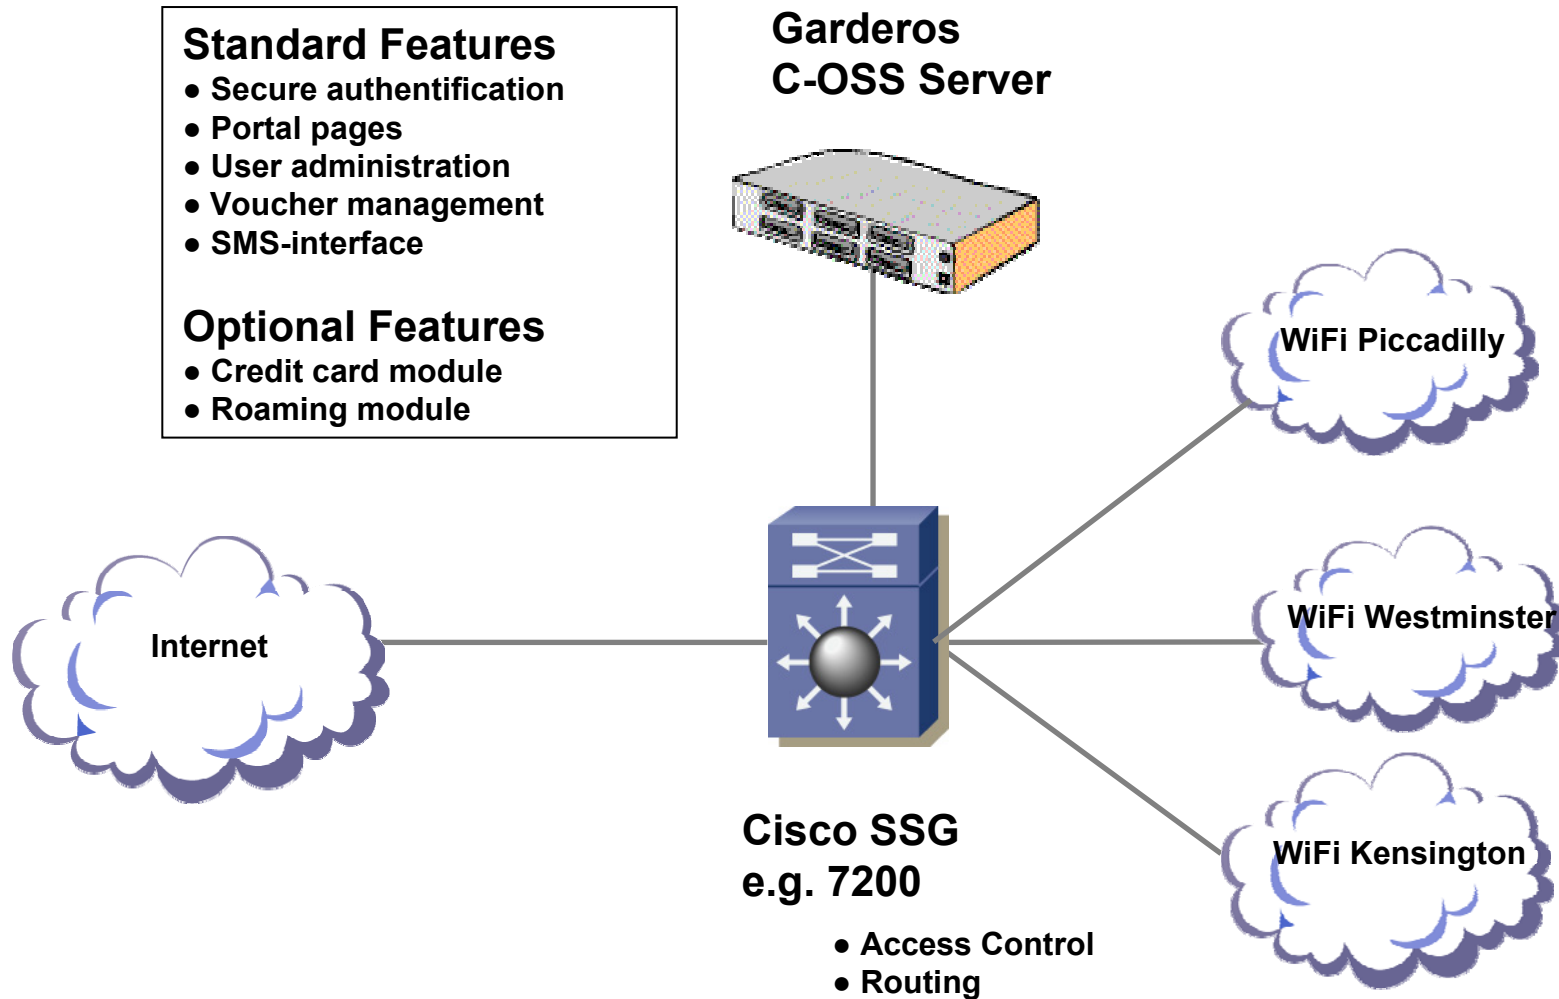 Standard Features
● Secure authentification
● Portal pages
● User administration
● Voucher management
● SMS-interface
Optional Features
● Credit card module
● Roaming module
Garderos
C-OSS Server
WiFi Piccadilly
WiFi Westminster
WiFi Kensington
Internet
Cisco SSG
e.g. 7200
● Access Control
● Routing